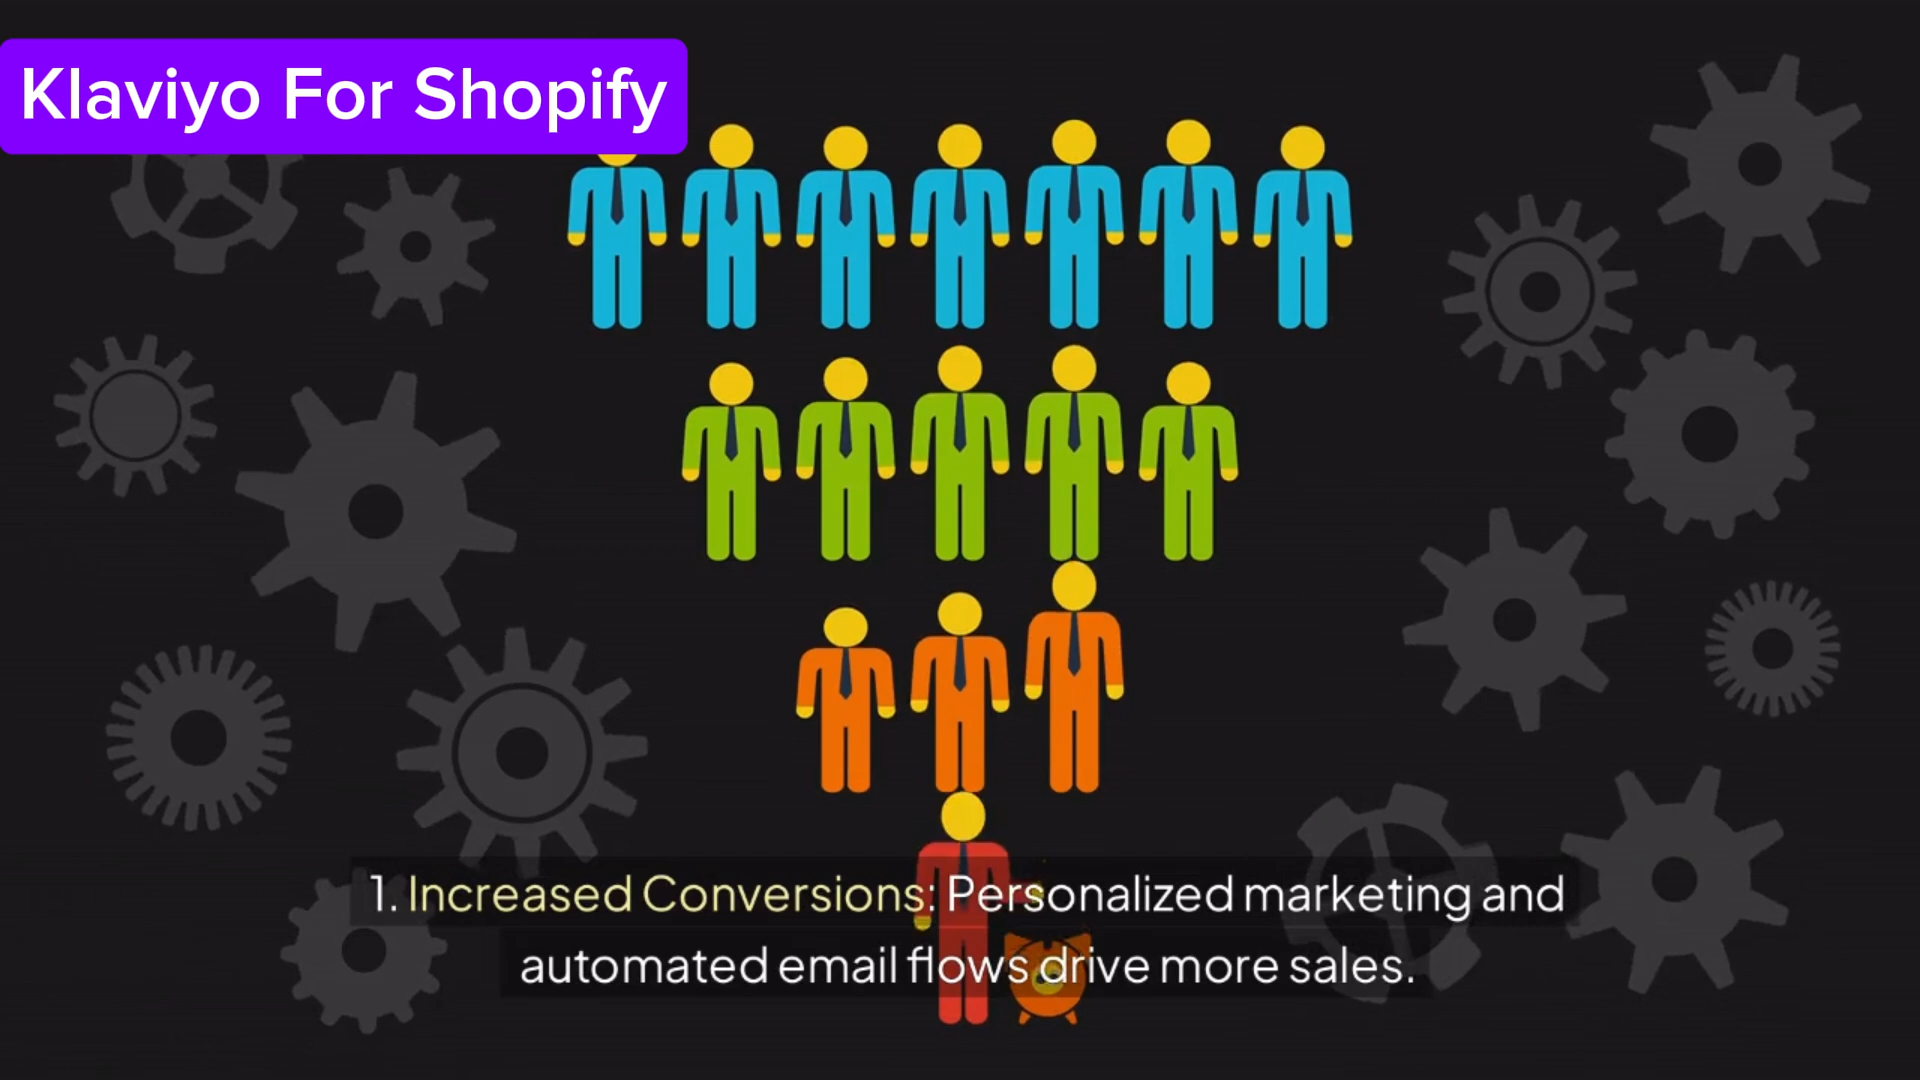 Klaviyo For Shopify
1. Increased Conversions: Personalized marketing and
automated email flows drive more sales.